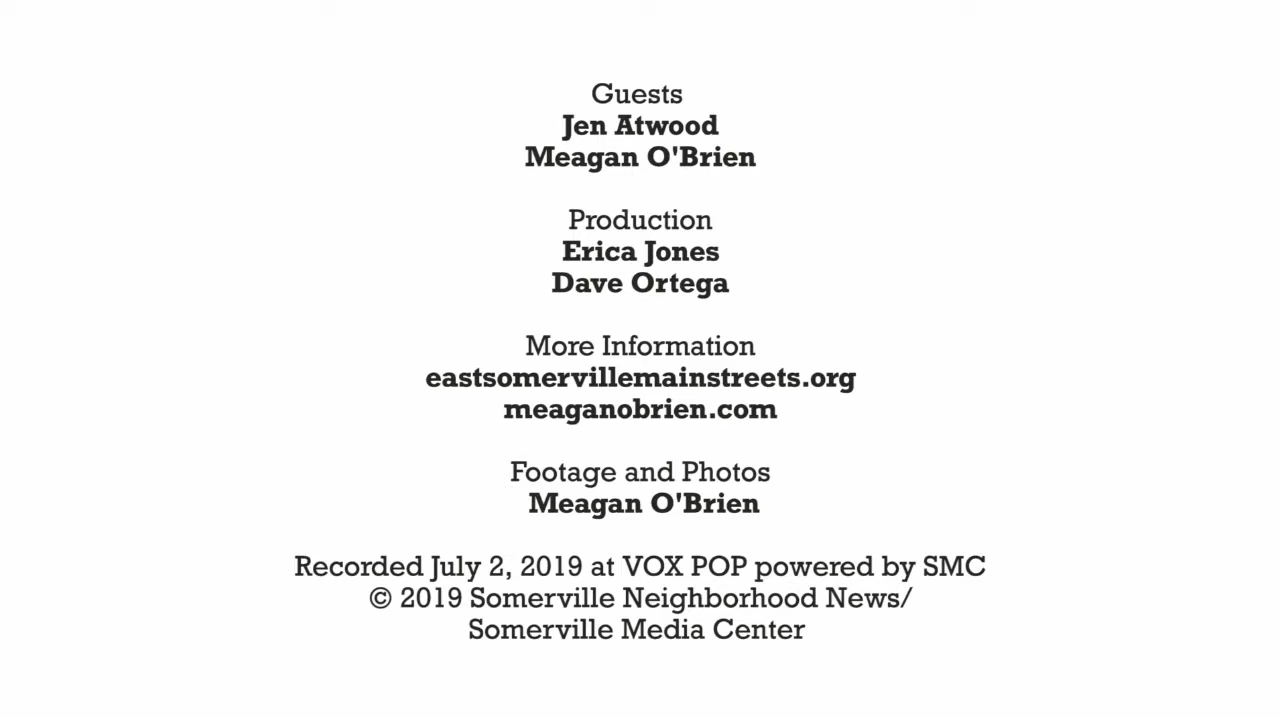 Guests
Jen Atwood
Meagan O'Brien
Production
Erica Jones
Dave Ortega
More Information
eastsomervillemainstreets.org
meaganobrien.com
Footage and Photos
Meagan O'Brien
Recorded July 2, 2019 at VOX POP powered by SMC
© 2019 Somerville Neighborhood News/
Somerville Media Center